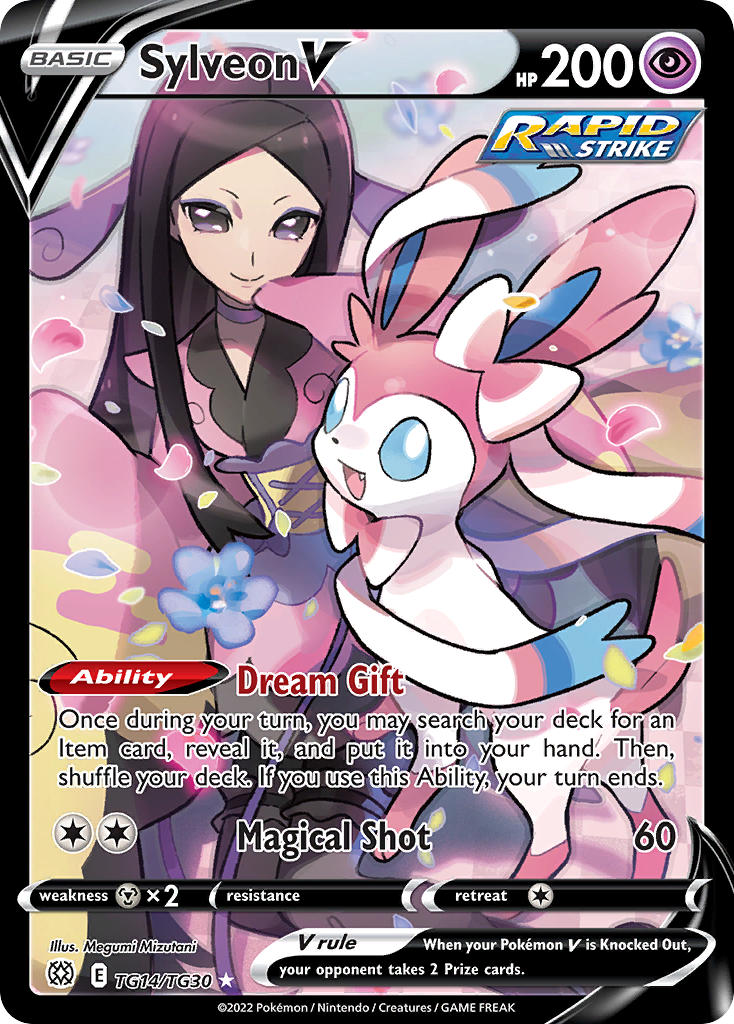 BASIC
Sylveon V
HP 200
RAPID
STRIKE
Ability Dream Gift
Once during your turn, you may search your deck for an
Item card, reveal it, and put it into your hand. Then,
shuffle your deck. If you use this Ability, your turn ends.
Magical Shot 60
weakness ×2 resistance retreat
Illus. Megumi Mizutani
V rule When your Pokémon V is Knocked Out,
your opponent takes 2 Prize cards.
E TG14/TG30
©2022 Pokémon / Nintendo / Creatures / GAME FREAK